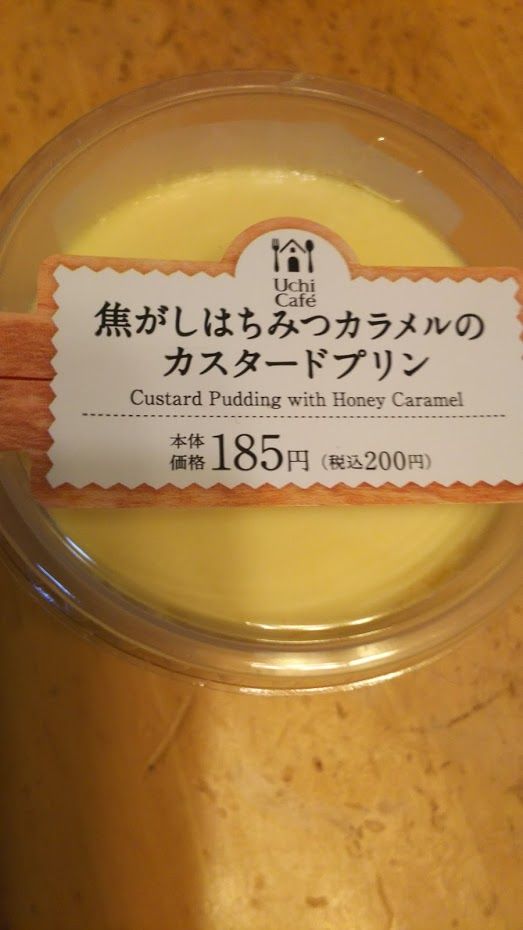 Uchi
Café
焦がしはちみつカラメルの
カスタードプリン
Custard Pudding with Honey Caramel
本体
価格 185円 (税込200円)